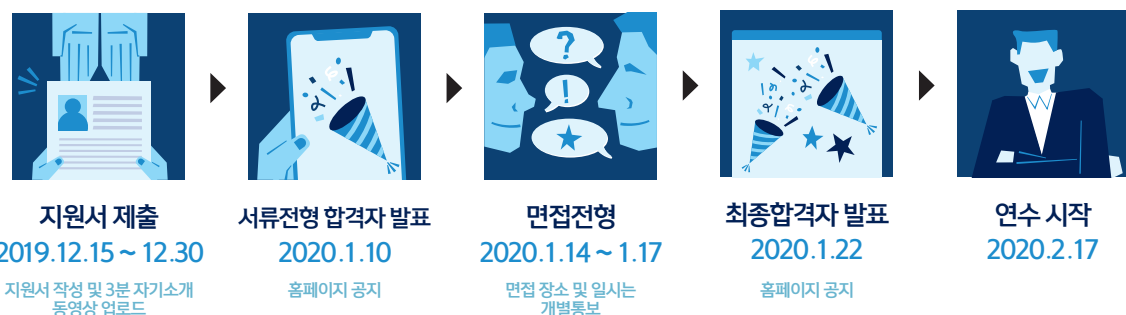 지원서 제출
2019.12.15 ~ 12.30
지원서 작성 및 3분 자기소개
동영상 업로드
서류전형 합격자 발표
2020.1.10
홈페이지 공지
?
!
면접전형
2020.1.14 ~ 1.17
면접 장소 및 일시는
개별통보
최종합격자 발표
2020.1.22
홈페이지 공지
연수 시작
2020.2.17